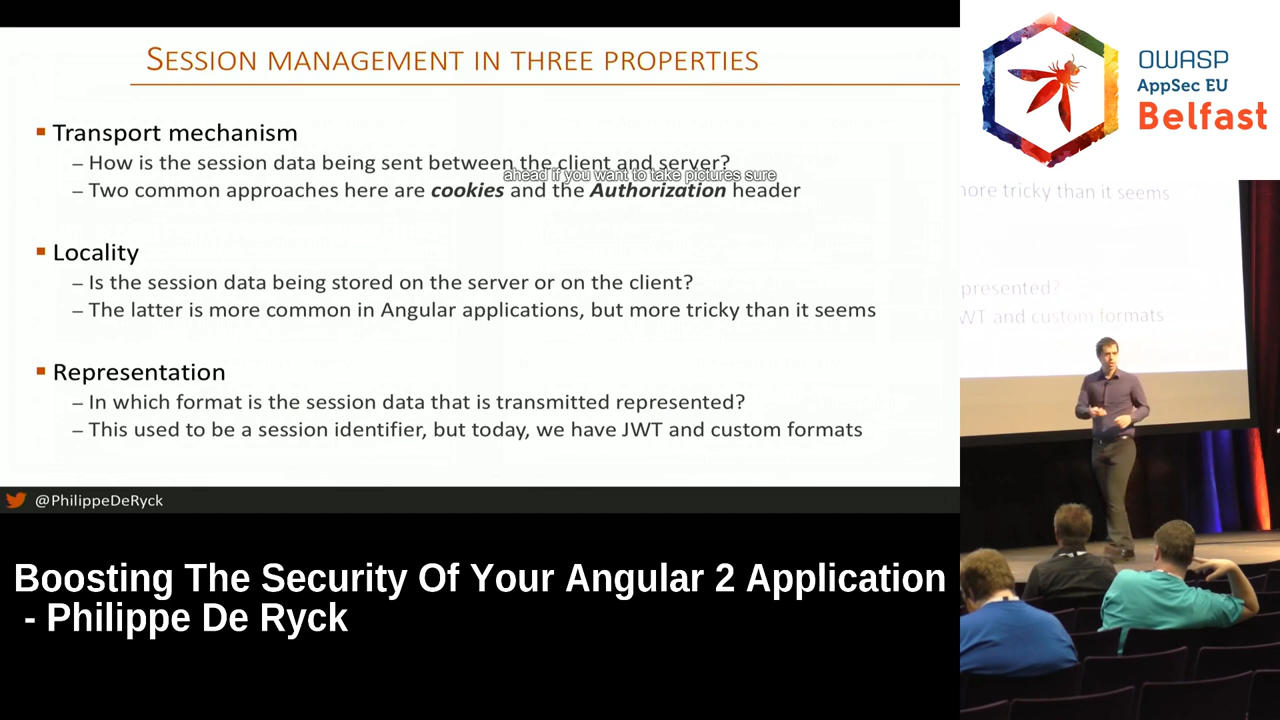 SESSION MANAGEMENT IN THREE PROPERTIES
Transport mechanism
– How is the session data being sent between the client and server?
ahead if you want to take pictures sure
– Two common approaches here are cookies and the Authorization header
Locality
– Is the session data being stored on the server or on the client?
– The latter is more common in Angular applications, but more tricky than it seems
Representation
– In which format is the session data that is transmitted represented?
– This used to be a session identifier, but today, we have JWT and custom formats
@PhilippeDeRyck
Boosting The Security Of Your Angular 2 Application
- Philippe De Ryck
OWASP
AppSec EU
Belfast
more tricky than it seems
presented?
WT and custom formats